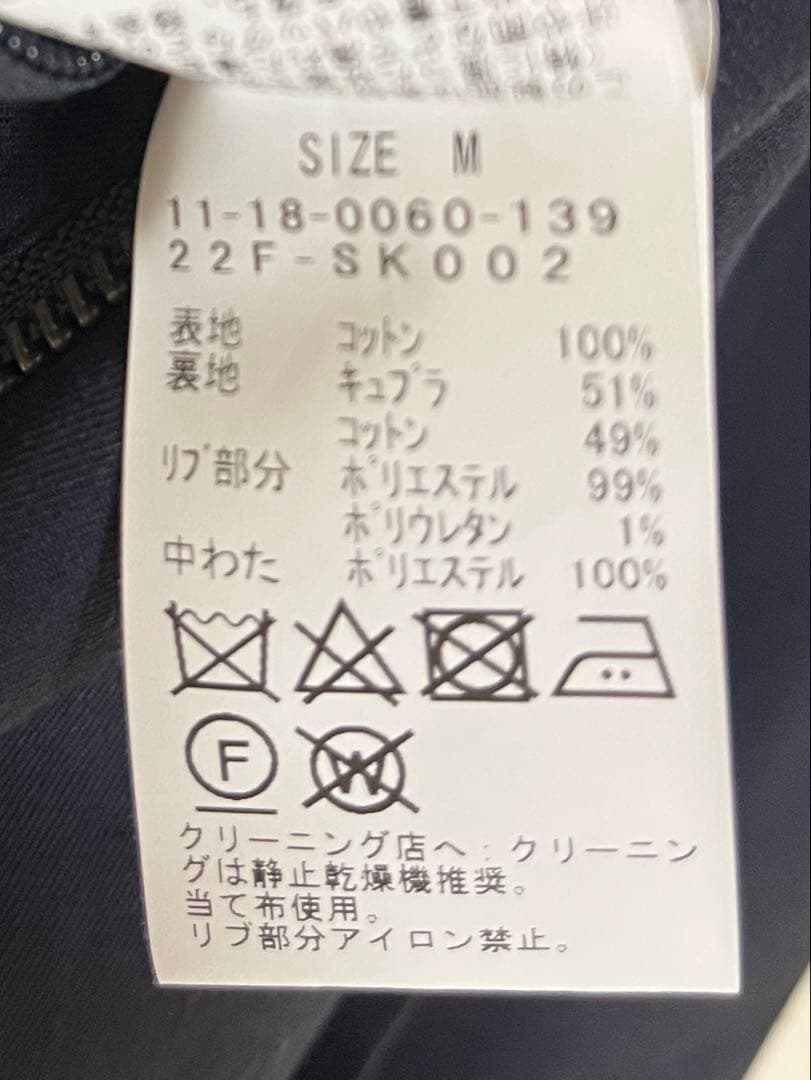 SIZE M
11-18-0060-139
22F-SK002
表地 コットン 100%
裏地 キュプラ 51%
コットン 49%
リブ部分 ポリエステル 99%
ポリウレタン 1%
中わた ポリエステル 100%
F
W
クリーニング店へ:クリーニン
グは静止乾燥機推奨。
当て布使用。
リブ部分アイロン禁止。